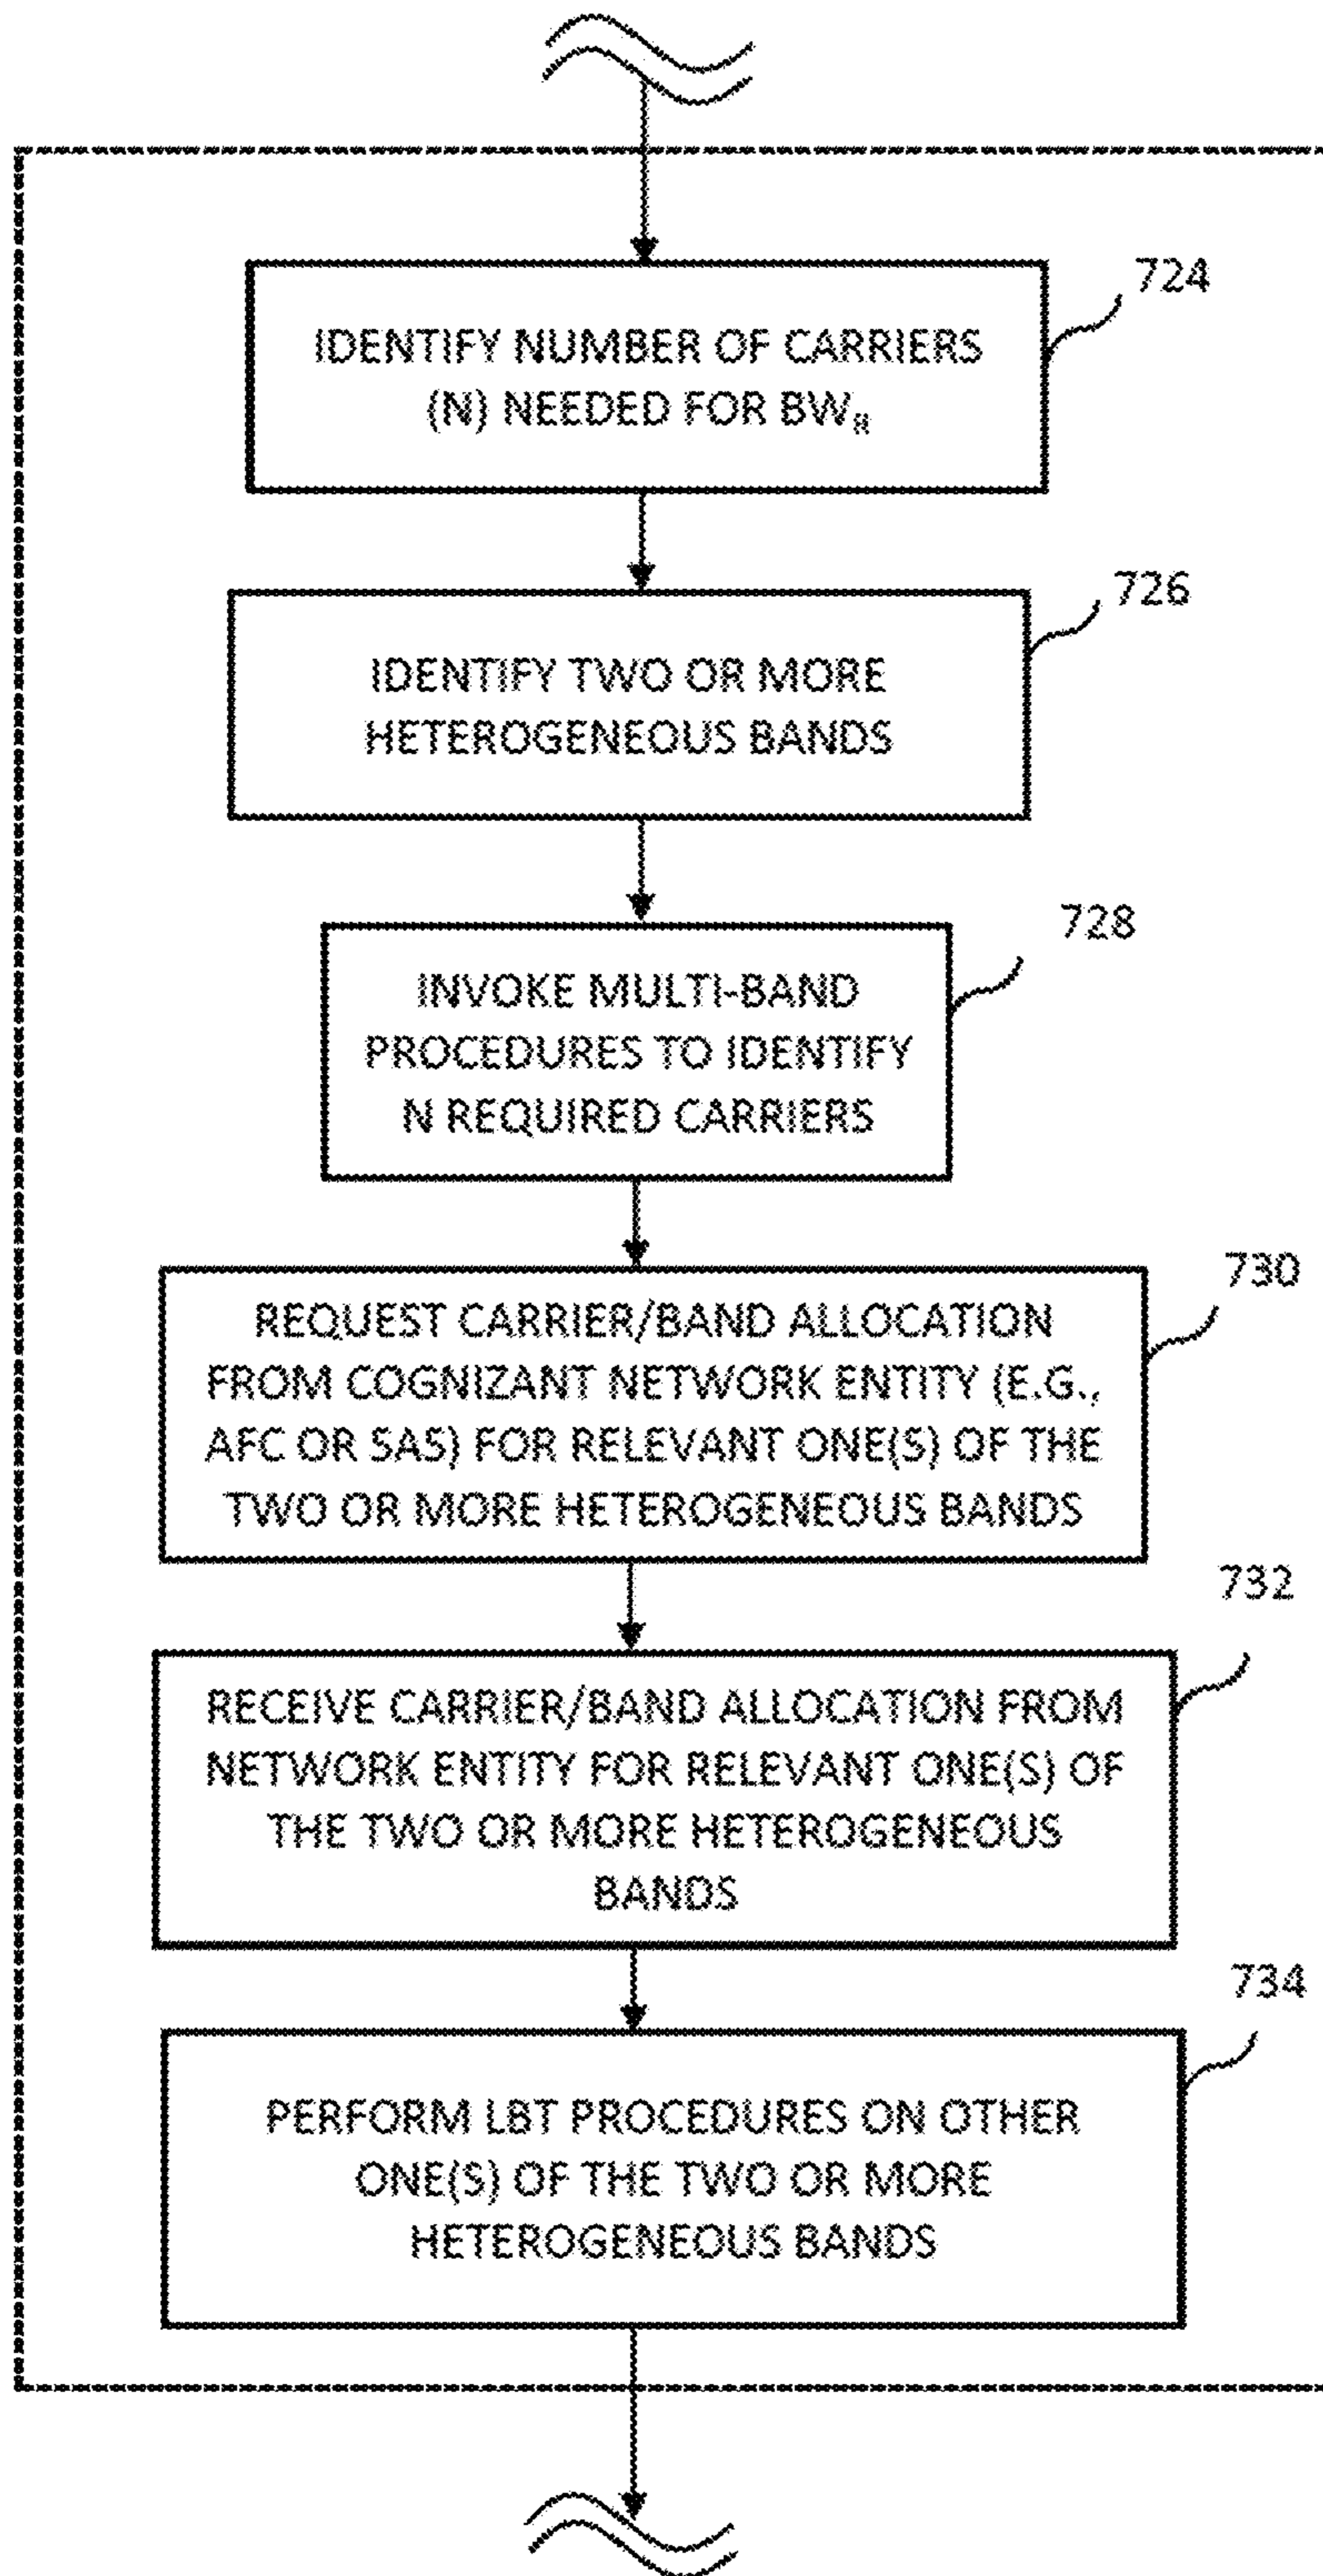 724
IDENTIFY NUMBER OF CARRIERS
(N) NEEDED FOR BW_R
726
IDENTIFY TWO OR MORE
HETEROGENEOUS BANDS
728
INVOKE MULTI-BAND
PROCEDURES TO IDENTIFY
N REQUIRED CARRIERS
730
REQUEST CARRIER/BAND ALLOCATION
FROM COGNIZANT NETWORK ENTITY (E.G.,
AFC OR SAS) FOR RELEVANT ONE(S) OF THE
TWO OR MORE HETEROGENEOUS BANDS
732
RECEIVE CARRIER/BAND ALLOCATION FROM
NETWORK ENTITY FOR RELEVANT ONE(S) OF
THE TWO OR MORE HETEROGENEOUS
BANDS
734
PERFORM LBT PROCEDURES ON OTHER
ONE(S) OF THE TWO OR MORE
HETEROGENEOUS BANDS